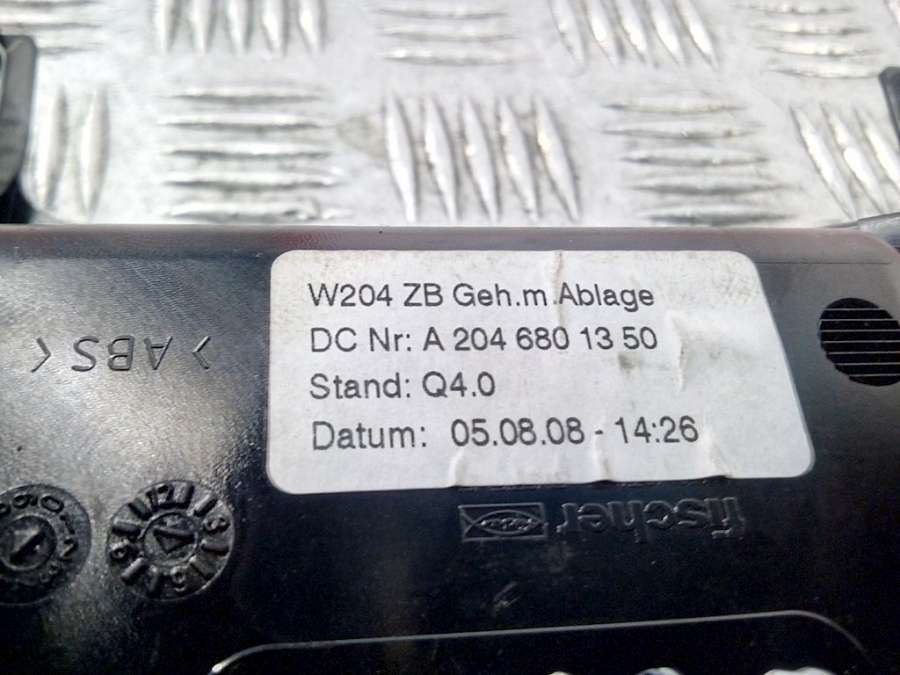 W204 ZB Geh.m.Ablage
DC Nr: A 204 680 13 50
Stand: Q4.0
Datum: 05.08.08 - 14:26
>ABS<
fischer